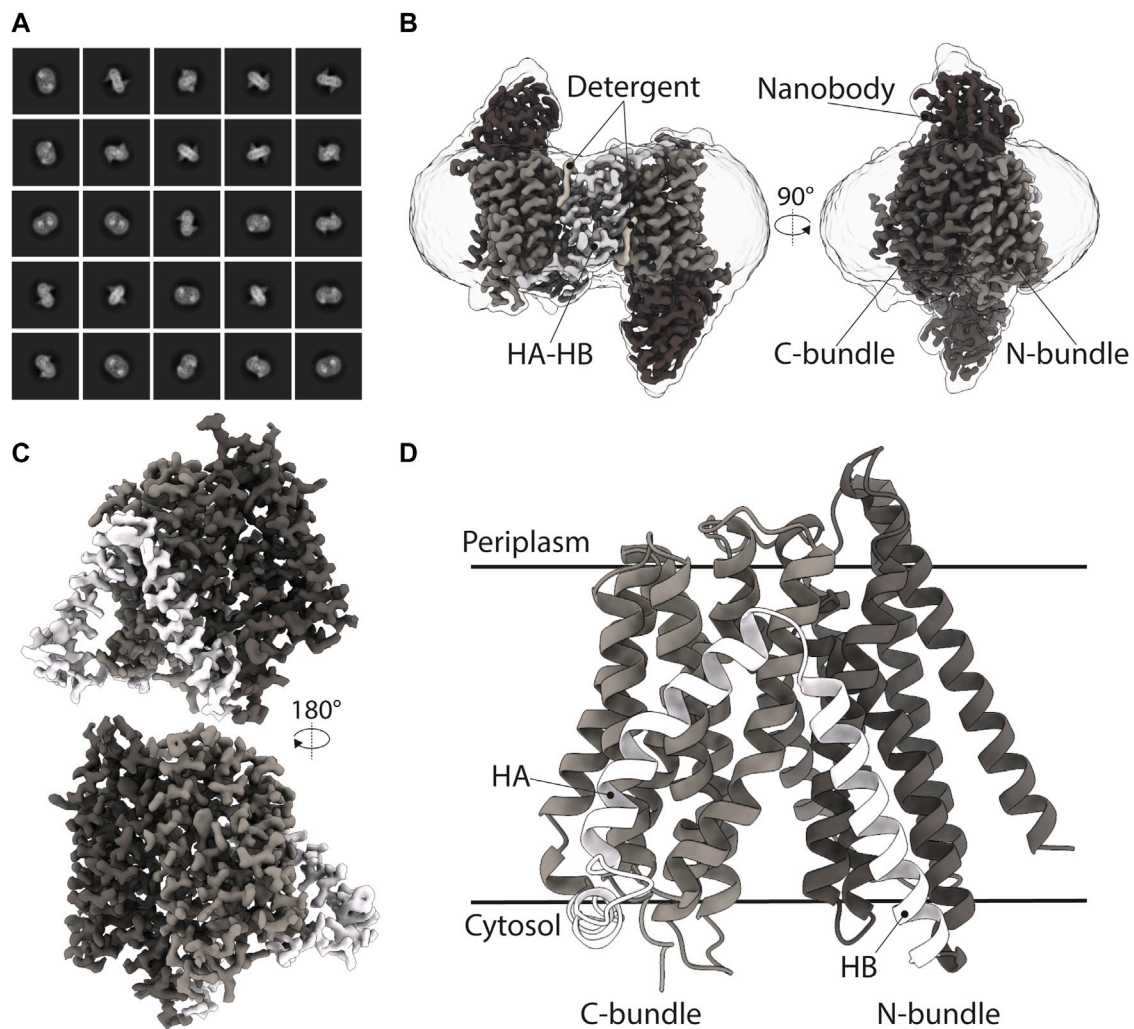 A
B
Detergent
Nanobody
90°
HA-HB
C-bundle
N-bundle
C
180°
D
Periplasm
HA
Cytosol
HB
C-bundle
N-bundle